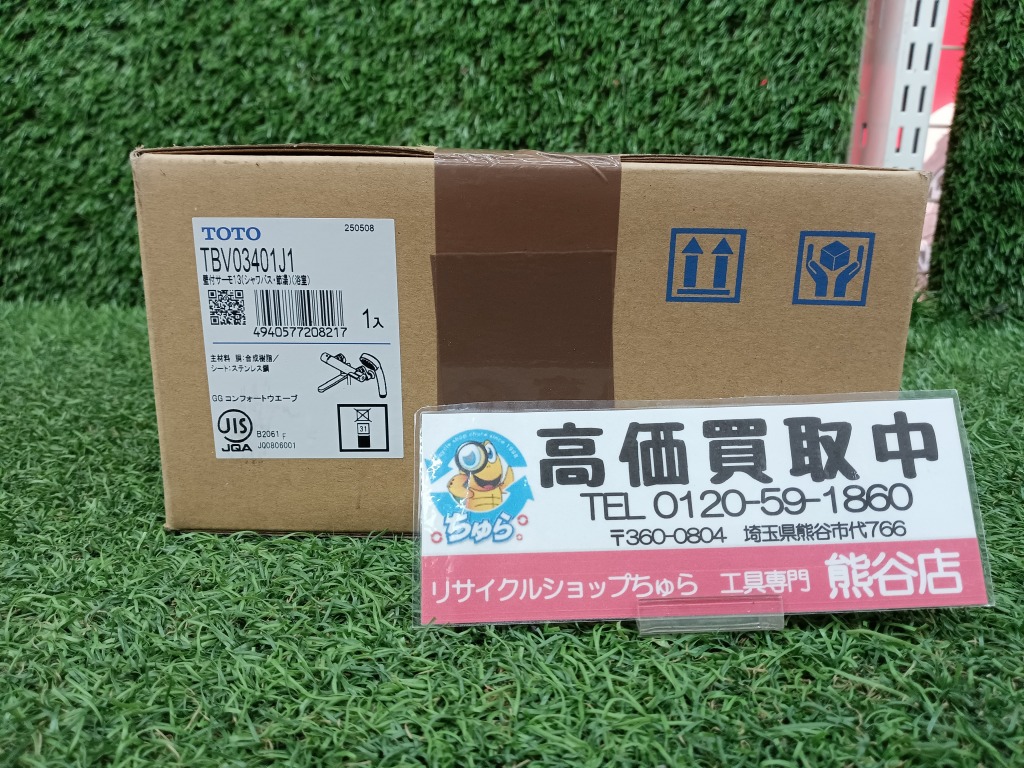 TOTO
250508
TBV03401J1
壁付サーモ13(シャワバス・節湯)(浴室)
4940577208217
1入
主材料 銅:合成樹脂/
シート:ステンレス鋼
GGコンフォートウエーブ
JIS
JQA
B2061 F
JQ0806001
31
高価買取中
TEL 0120-59-1860
〒360-0804 埼玉県熊谷市代766
ちゅら
リサイクルショップちゅら 工具専門 熊谷店